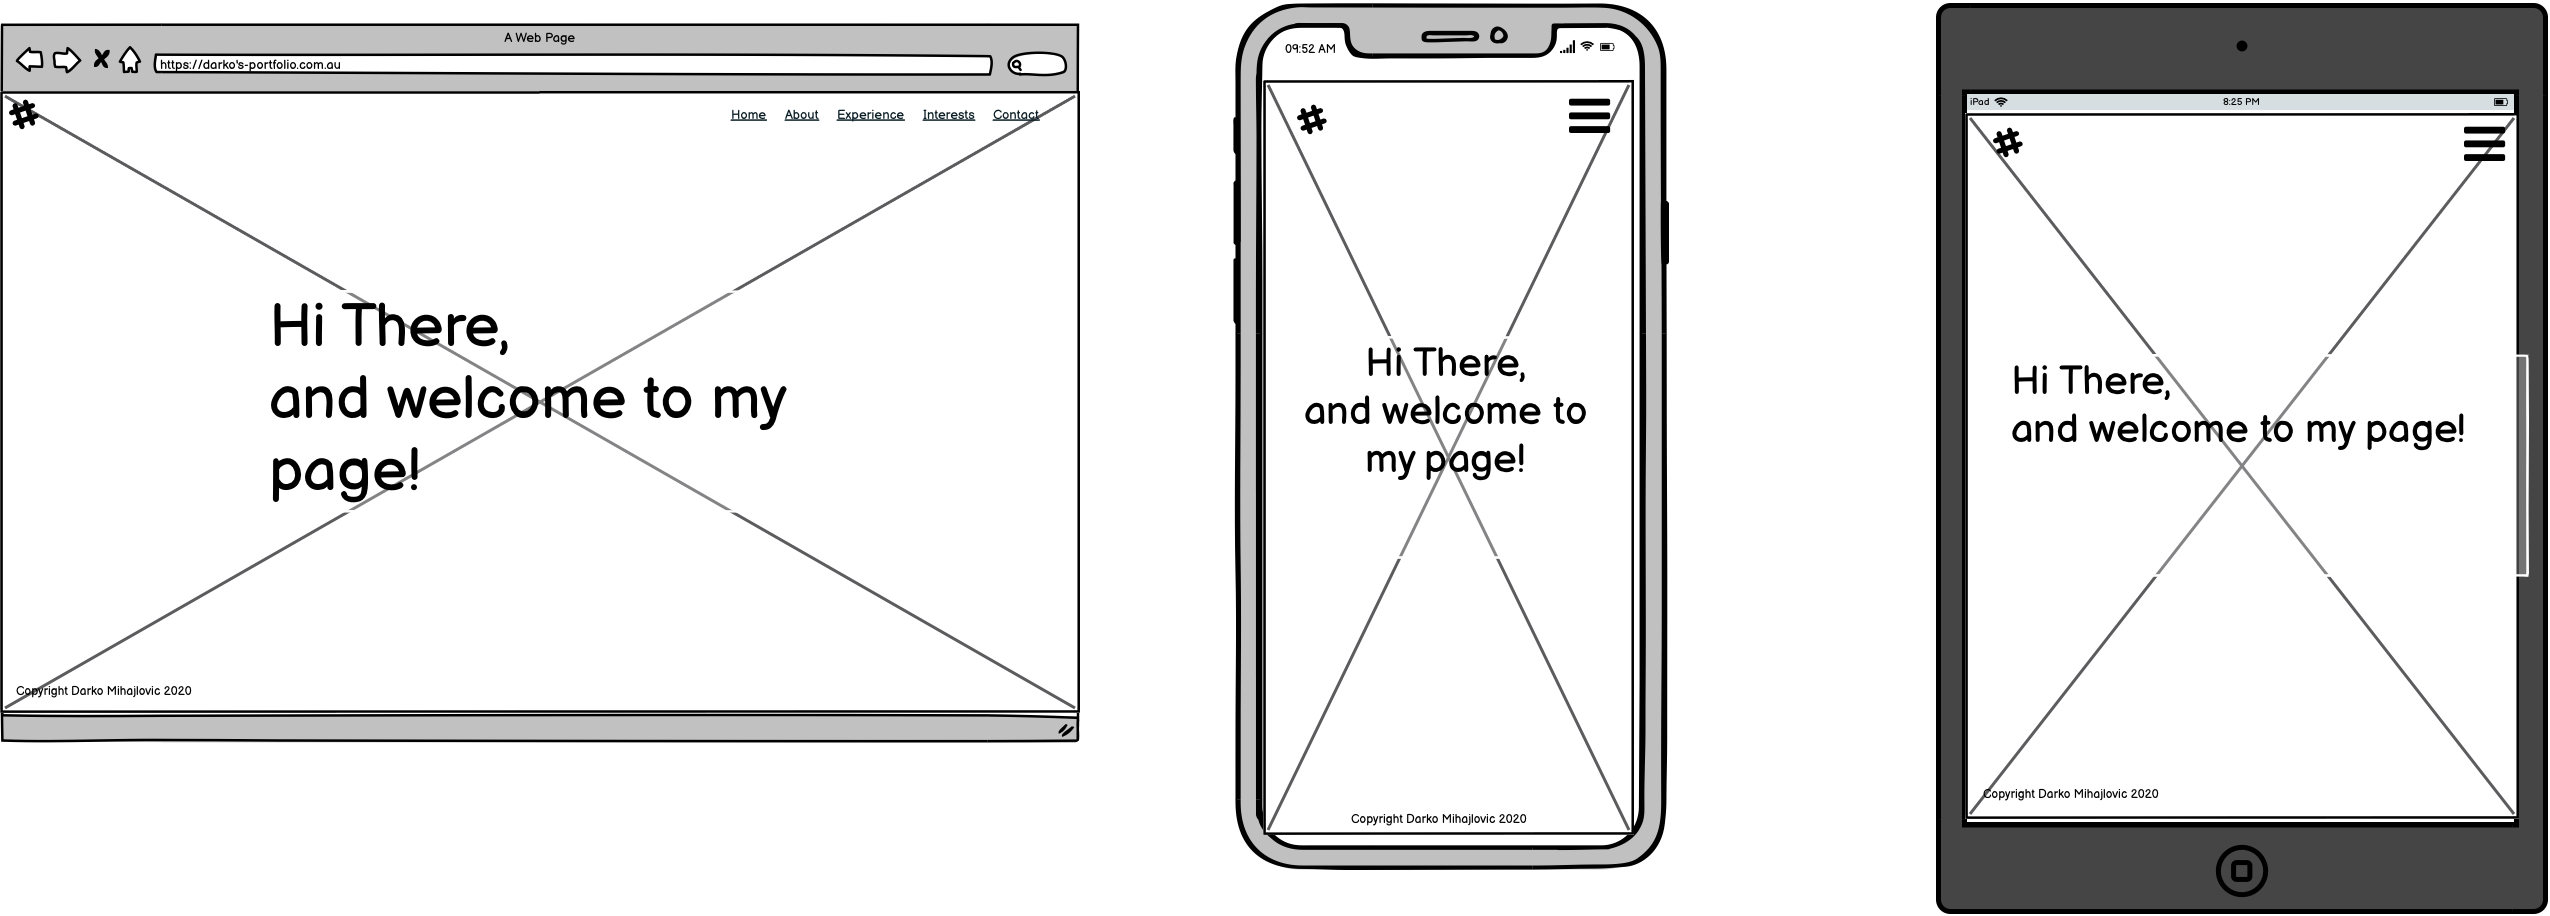 A Web Page
https://darko's-portfolio.com.au
#
Home About Experience Interests Contact
Hi There,
and welcome to my
page!
Copyright Darko Mihajlovic 2020
09:52 AM
#
Hi There,
and welcome to
my page!
Copyright Darko Mihajlovic 2020
iPad 8:25 PM
#
Hi There,
and welcome to my page!
Copyright Darko Mihajlovic 2020